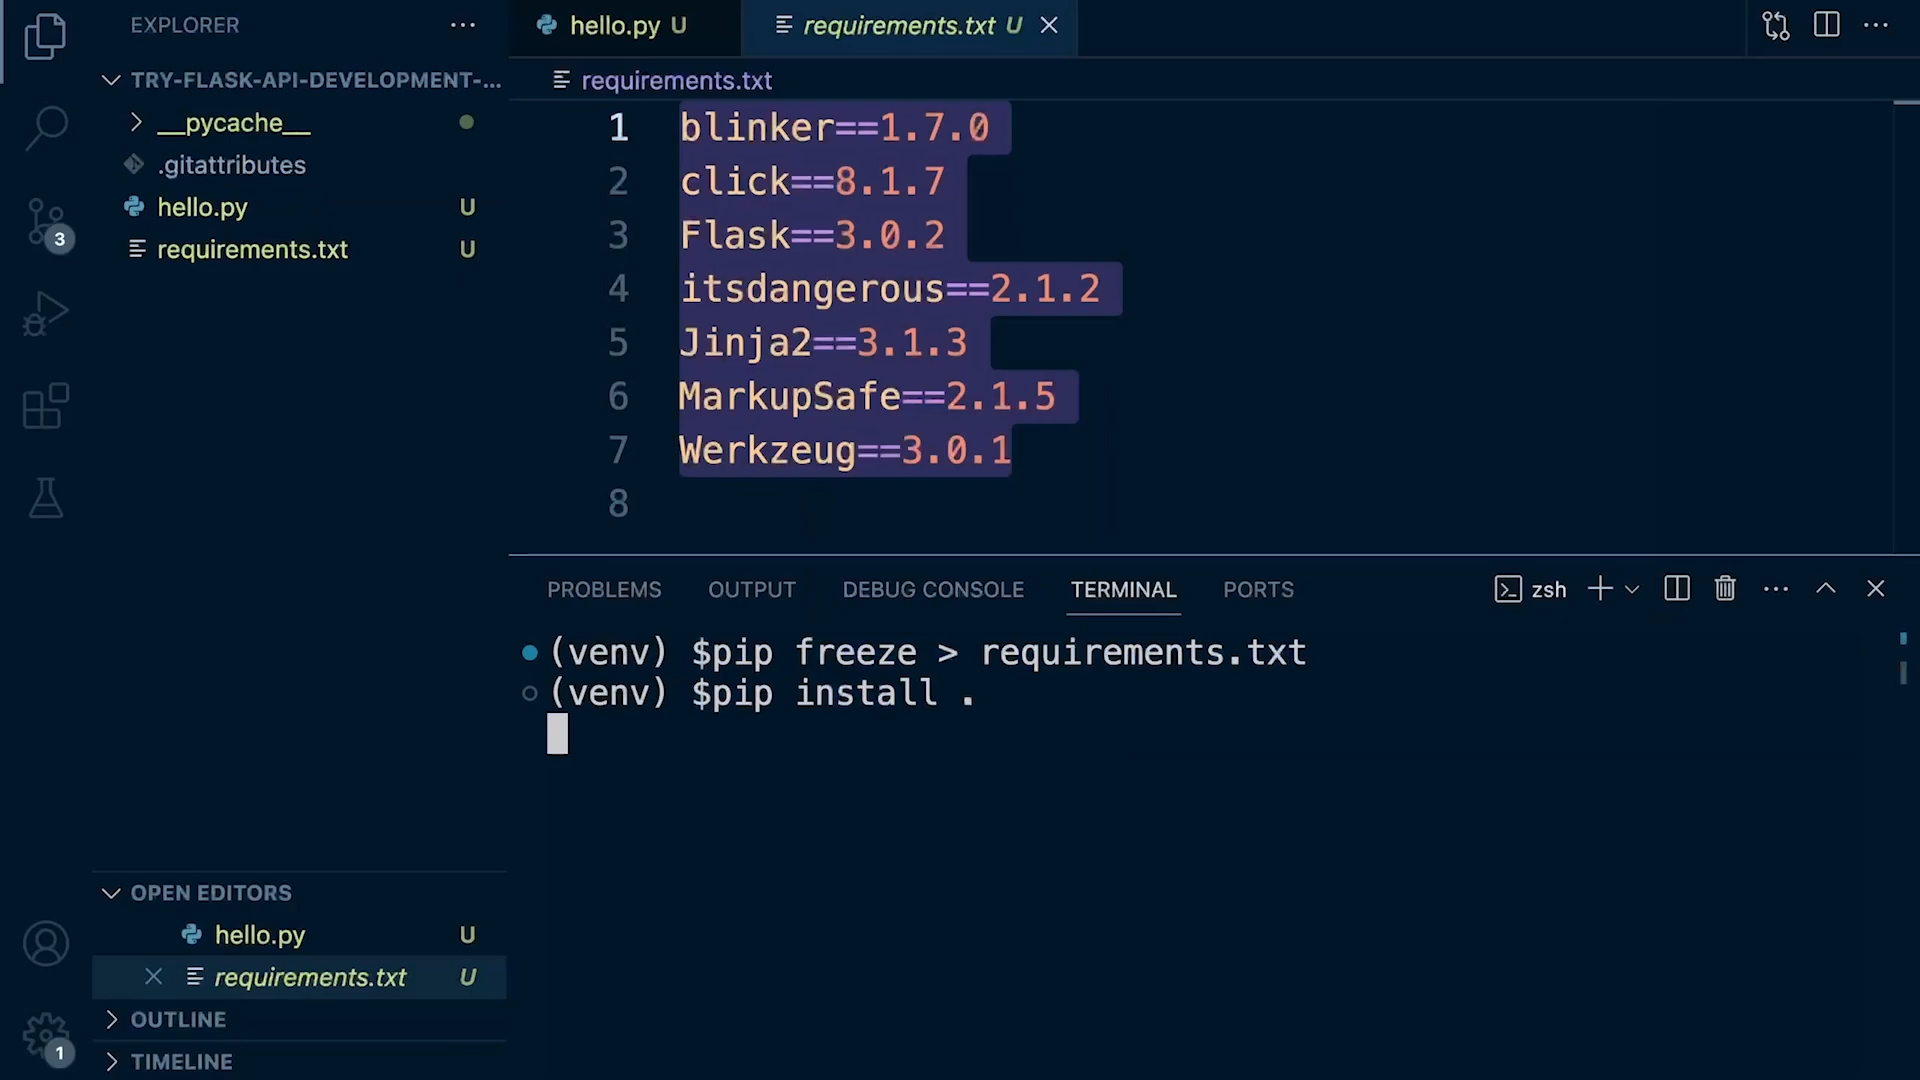 EXPLORER
TRY-FLASK-API-DEVELOPMENT-...
__pycache__
.gitattributes
hello.py U
requirements.txt U
3
OPEN EDITORS
hello.py U
requirements.txt U
OUTLINE
TIMELINE
1
hello.py U
requirements.txt U
requirements.txt
1 blinker==1.7.0
2 click==8.1.7
3 Flask==3.0.2
4 itsdangerous==2.1.2
5 Jinja2==3.1.3
6 MarkupSafe==2.1.5
7 Werkzeug==3.0.1
8
PROBLEMS OUTPUT DEBUG CONSOLE TERMINAL PORTS zsh
(venv) $pip freeze > requirements.txt
(venv) $pip install .